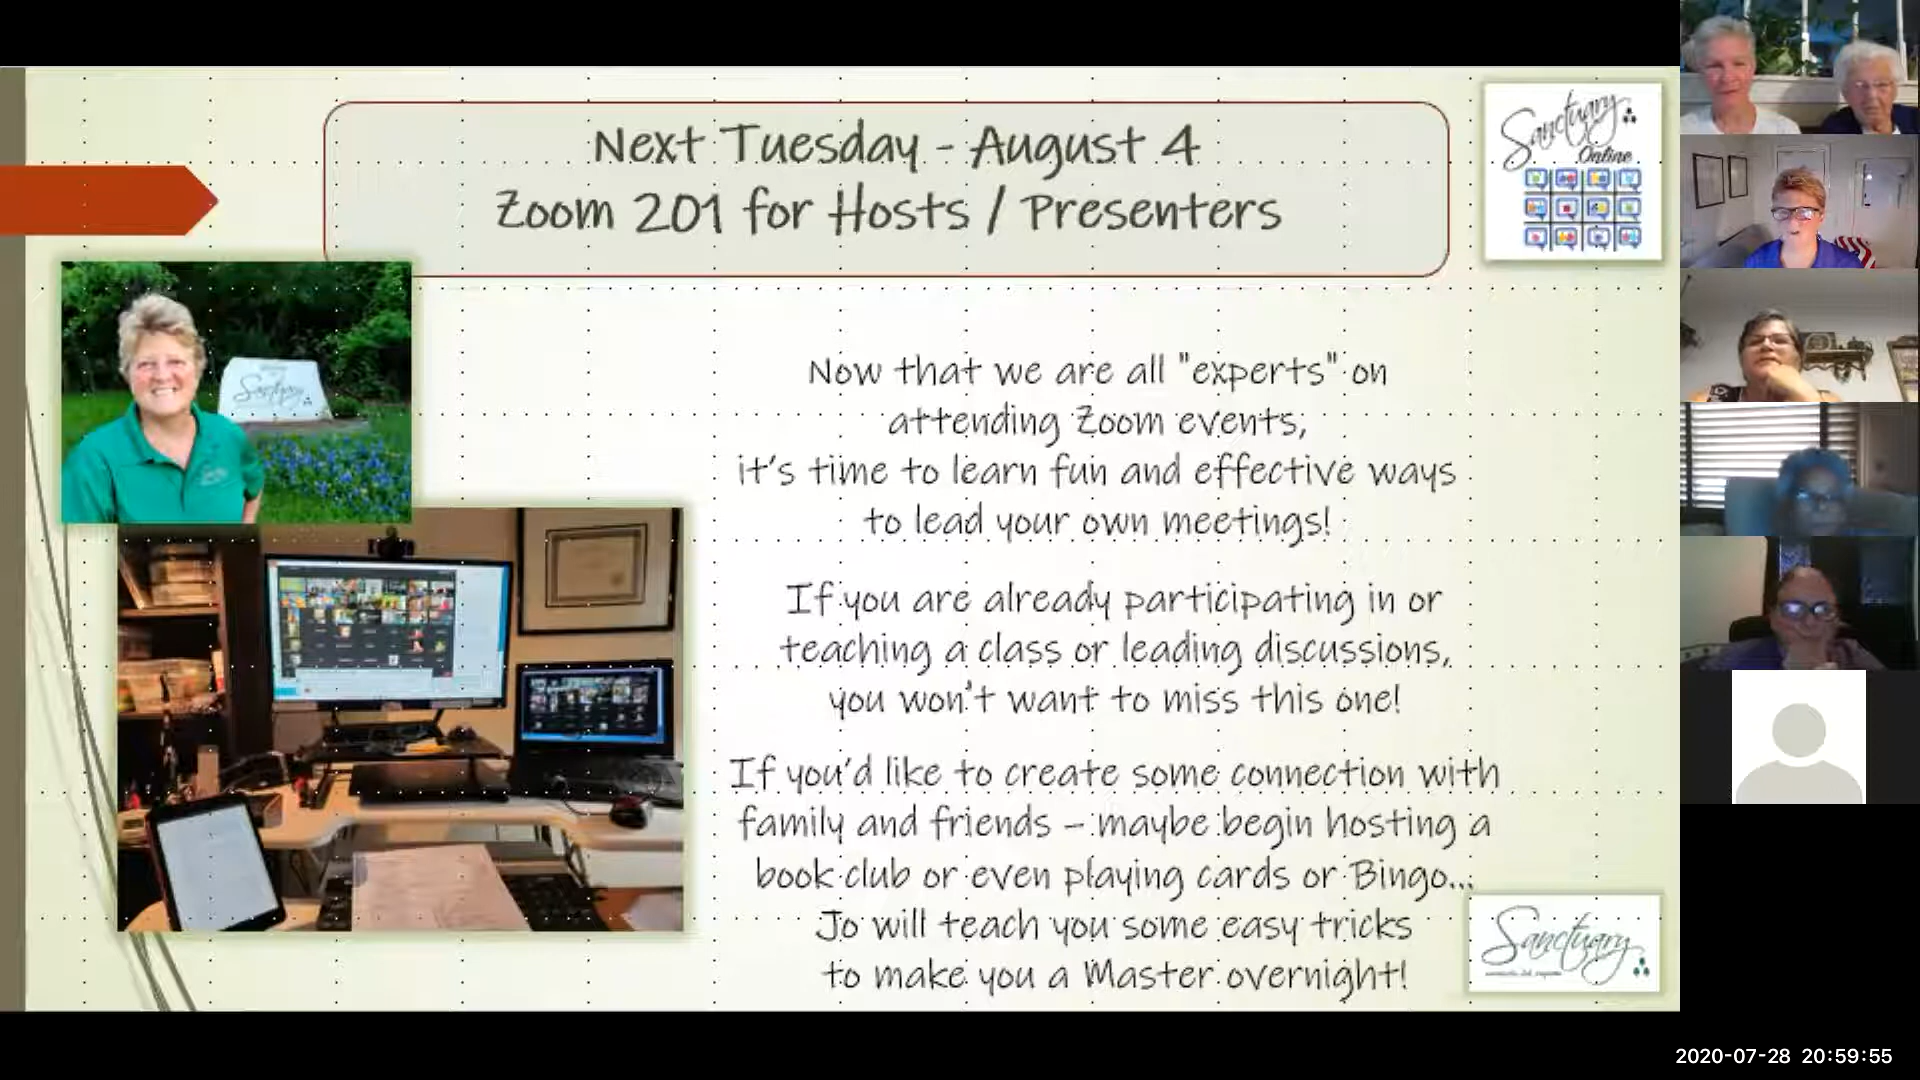 Next Tuesday - August 4
Zoom 201 for Hosts / Presenters
Sanctuary
Online
Sanctuary
Now that we are all "experts" on
attending Zoom events,
it's time to learn fun and effective ways
to lead your own meetings!
If you are already participating in or
teaching a class or leading discussions,
you won't want to miss this one!
If you'd like to create some connection with
family and friends – maybe begin hosting a
book club or even playing cards or Bingo...
Jo will teach you some easy tricks
to make you a Master overnight!
Sanctuary
2020-07-28 20:59:55